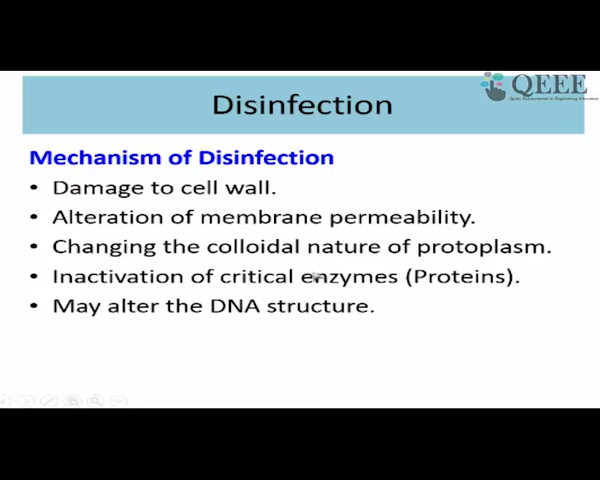 QEEE
Disinfection
Mechanism of Disinfection
• Damage to cell wall.
• Alteration of membrane permeability.
• Changing the colloidal nature of protoplasm.
• Inactivation of critical enzymes (Proteins).
• May alter the DNA structure.